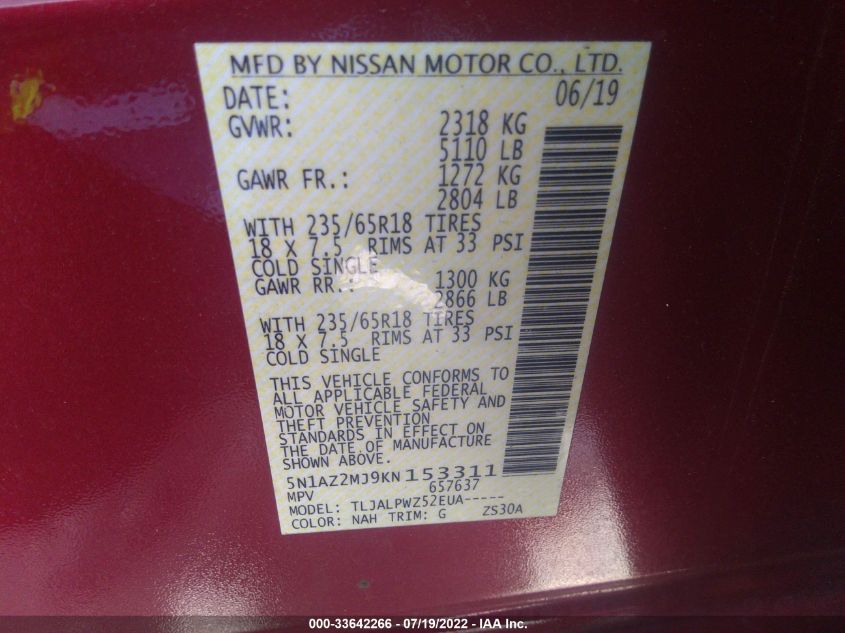 MFD BY NISSAN MOTOR CO., LTD.
DATE: 06/19
GVWR: 2318 KG
5110 LB
GAWR FR.: 1272 KG
2804 LB
WITH 235/65R18 TIRES
18 X 7.5 RIMS AT 33 PSI
COLD SINGLE
GAWR RR.: 1300 KG
2866 LB
WITH 235/65R18 TIRES
18 X 7.5 RIMS AT 33 PSI
COLD SINGLE
THIS VEHICLE CONFORMS TO
ALL APPLICABLE FEDERAL
MOTOR VEHICLE SAFETY AND
THEFT PREVENTION
STANDARDS IN EFFECT ON
THE DATE OF MANUFACTURE
SHOWN ABOVE.
5N1AZ2MJ9KN153311
MPV 657637
MODEL: TLJALPWZ52EUA-----
COLOR: NAH TRIM: G ZS30A
000-33642266 - 07/19/2022 - IAA Inc.